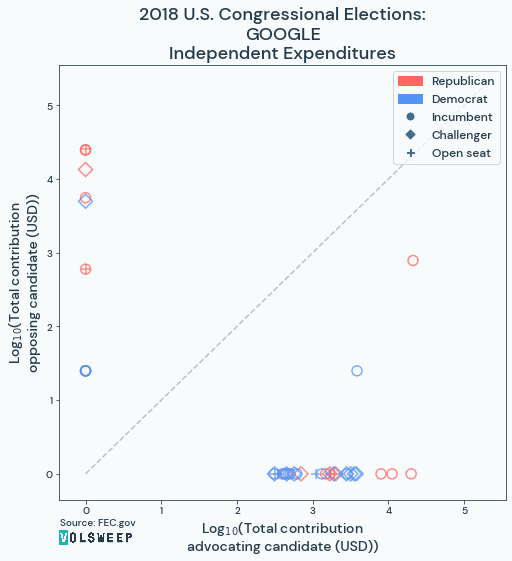 2018 U.S. Congressional Elections:
GOOGLE
Independent Expenditures
Republican
Democrat
Incumbent
Challenger
Open seat
Log10(Total contribution
opposing candidate (USD))
5
4
3
2
1
0
0 1 2 3 4 5
Source: FEC.gov
VOLSWEEP
Log10(Total contribution
advocating candidate (USD))